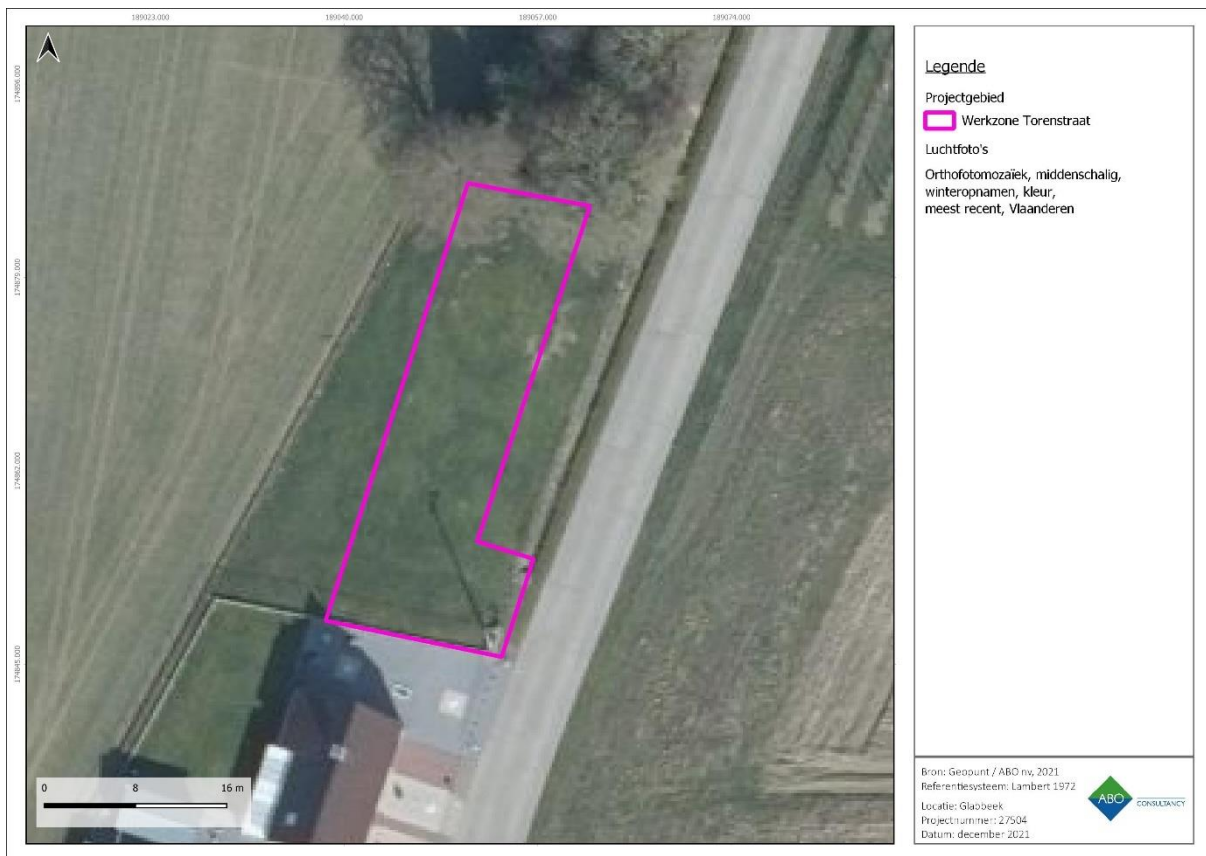 189023.000
189040.000
189057.000
189074.000
174896.000
174879.000
174862.000
174845.000
0 8 16 m
Legende
Projectgebied
Werkzone Torenstraat
Luchtfoto's
Orthofotomozaïek, middenschalig,
winteropnamen, kleur,
meest recent, Vlaanderen
Bron: Geopunt / ABO nv, 2021
Referentiesysteem: Lambert 1972
Locatie: Glabbeek
Projectnummer: 27504
Datum: december 2021
ABO CONSULTANCY